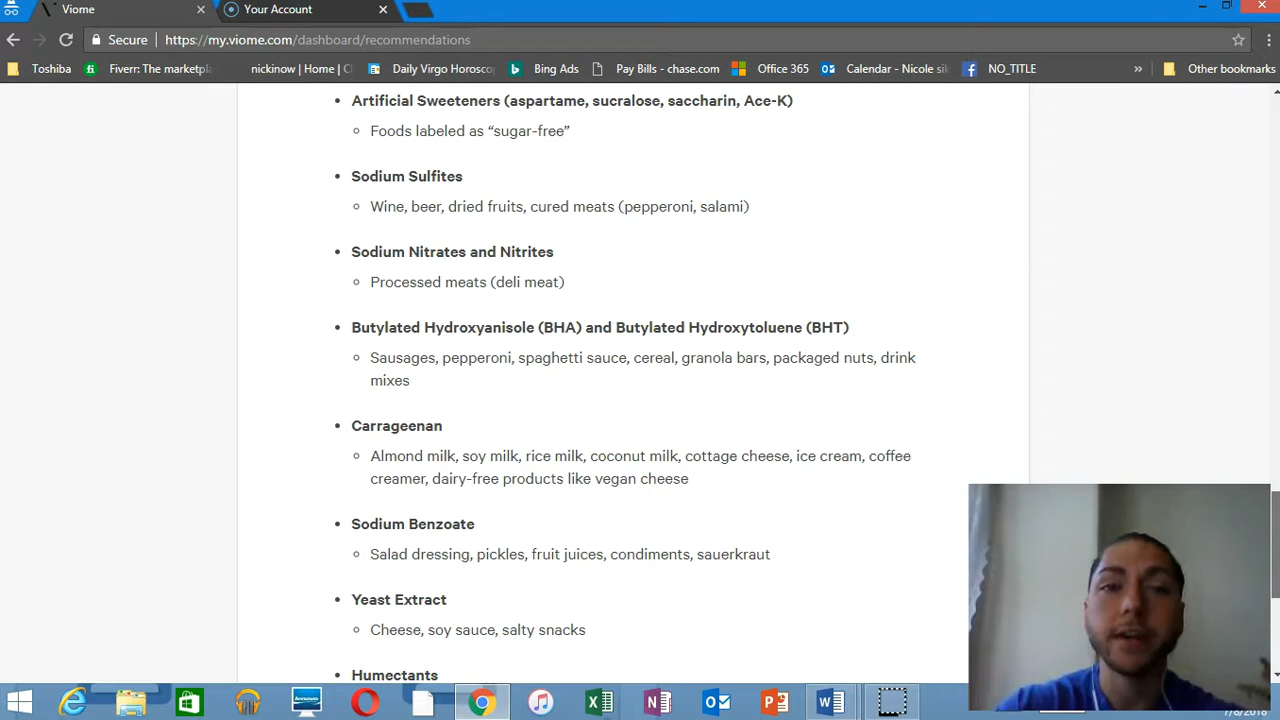 Viome
Your Account
Secure | https://my.viome.com/dashboard/recommendations
Toshiba
Fiverr: The marketpla
nickinow | Home | C
Daily Virgo Horosco
Bing Ads
Pay Bills - chase.com
Office 365
Calendar - Nicole sil
NO_TITLE
»
Other bookmarks
• Artificial Sweeteners (aspartame, sucralose, saccharin, Ace-K)
Foods labeled as “sugar-free”
• Sodium Sulfites
Wine, beer, dried fruits, cured meats (pepperoni, salami)
• Sodium Nitrates and Nitrites
Processed meats (deli meat)
• Butylated Hydroxyanisole (BHA) and Butylated Hydroxytoluene (BHT)
Sausages, pepperoni, spaghetti sauce, cereal, granola bars, packaged nuts, drink
mixes
• Carrageenan
Almond milk, soy milk, rice milk, coconut milk, cottage cheese, ice cream, coffee
creamer, dairy-free products like vegan cheese
• Sodium Benzoate
Salad dressing, pickles, fruit juices, condiments, sauerkraut
• Yeast Extract
Cheese, soy sauce, salty snacks
• Humectants
7/8/2018